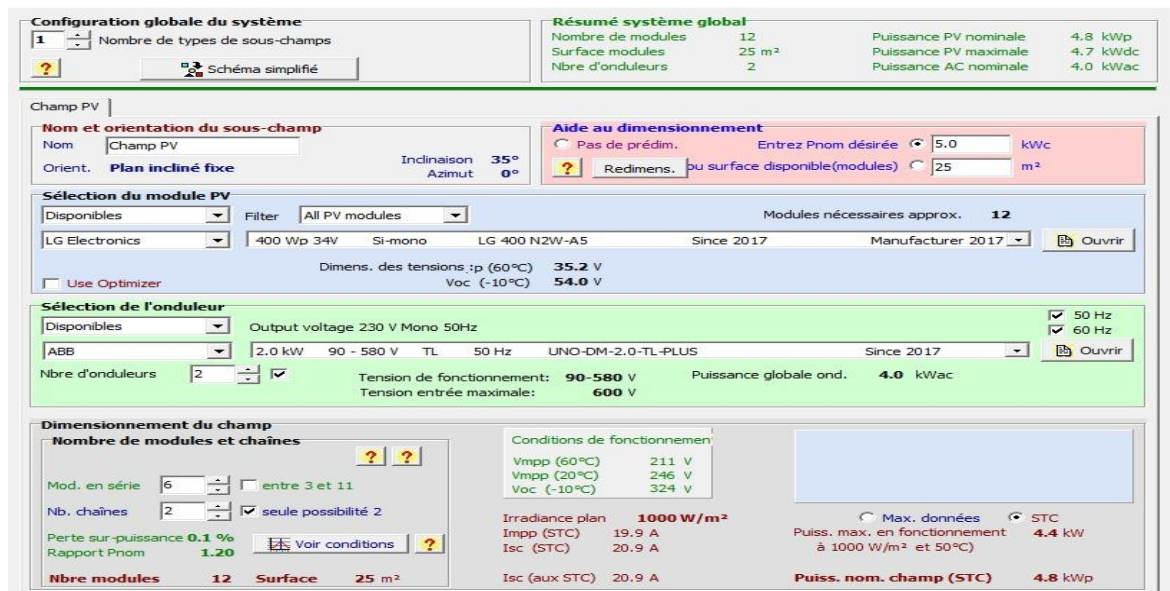 Configuration globale du système
1 Nombre de types de sous-champs
? Schéma simplifié
Résumé système global
Nombre de modules 12 Puissance PV nominale 4.8 kWp
Surface modules 25 m² Puissance PV maximale 4.7 kWdc
Nbre d'onduleurs 2 Puissance AC nominale 4.0 kWac
Champ PV
Nom et orientation du sous-champ
Nom Champ PV
Orient. Plan incliné fixe Inclinaison 35°
Azimut 0°
Aide au dimensionnement
Pas de prédim. Entrez Pnom désirée 5.0 kWc
? Redimens. ou surface disponible(modules) 25 m²
Sélection du module PV
Disponibles Filter All PV modules Modules nécessaires approx. 12
LG Electronics 400 Wp 34V Si-mono LG 400 N2W-A5 Since 2017 Manufacturer 2017 Ouvrir
Dimens. des tensions :p (60°C) 35.2 V
Use Optimizer Voc (-10°C) 54.0 V
Sélection de l'onduleur
Disponibles Output voltage 230 V Mono 50Hz 50 Hz
60 Hz
ABB 2.0 kW 90 - 580 V TL 50 Hz UNO-DM-2.0-TL-PLUS Since 2017 Ouvrir
Nbre d'onduleurs 2 Tension de fonctionnement: 90-580 V Puissance globale ond. 4.0 kWac
Tension entrée maximale: 600 V
Dimensionnement du champ
Nombre de modules et chaînes
? ?
Mod. en série 6 entre 3 et 11
Nb. chaînes 2 seule possibilité 2
Perte sur-puissance 0.1 %
Rapport Pnom 1.20 Voir conditions ?
Nbre modules 12 Surface 25 m²
Conditions de fonctionnemen
Vmpp (60°C) 211 V
Vmpp (20°C) 246 V
Voc (-10°C) 324 V
Irradiance plan 1000 W/m²
Impp (STC) 19.9 A
Isc (STC) 20.9 A
Isc (aux STC) 20.9 A
Max. données STC
Puiss. max. en fonctionnement 4.4 kW
à 1000 W/m² et 50°C)
Puiss. nom. champ (STC) 4.8 kWp